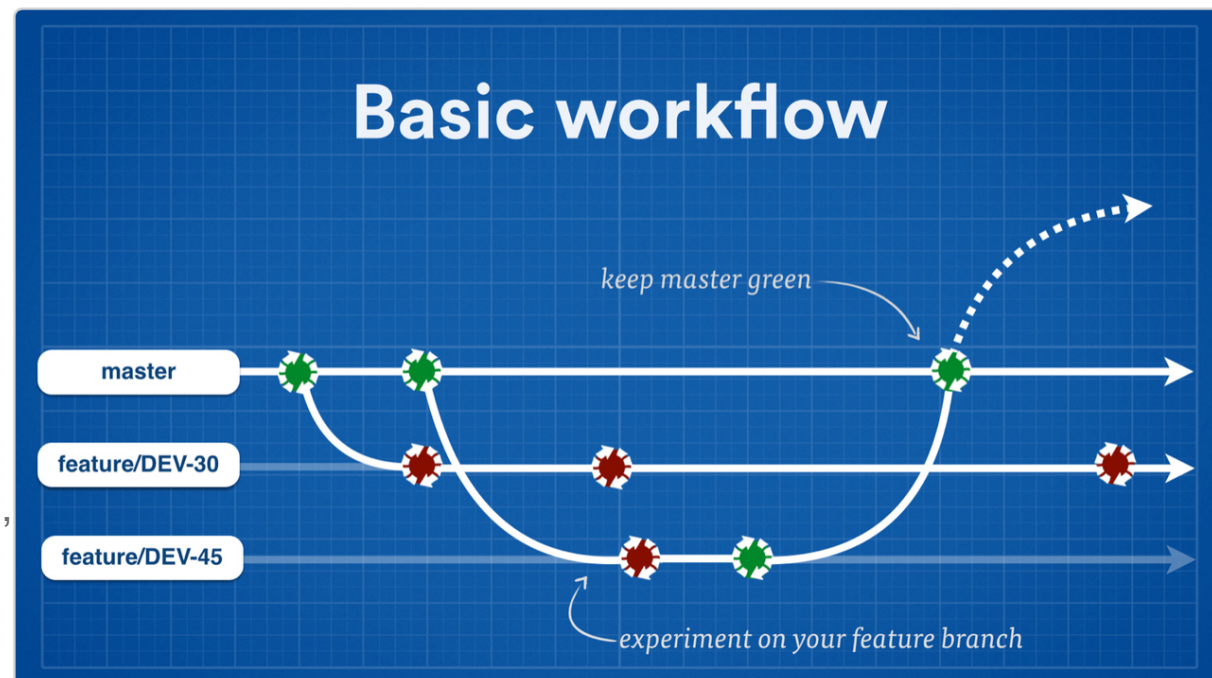 Basic workflow
keep master green
master
feature/DEV-30
,
feature/DEV-45
experiment on your feature branch